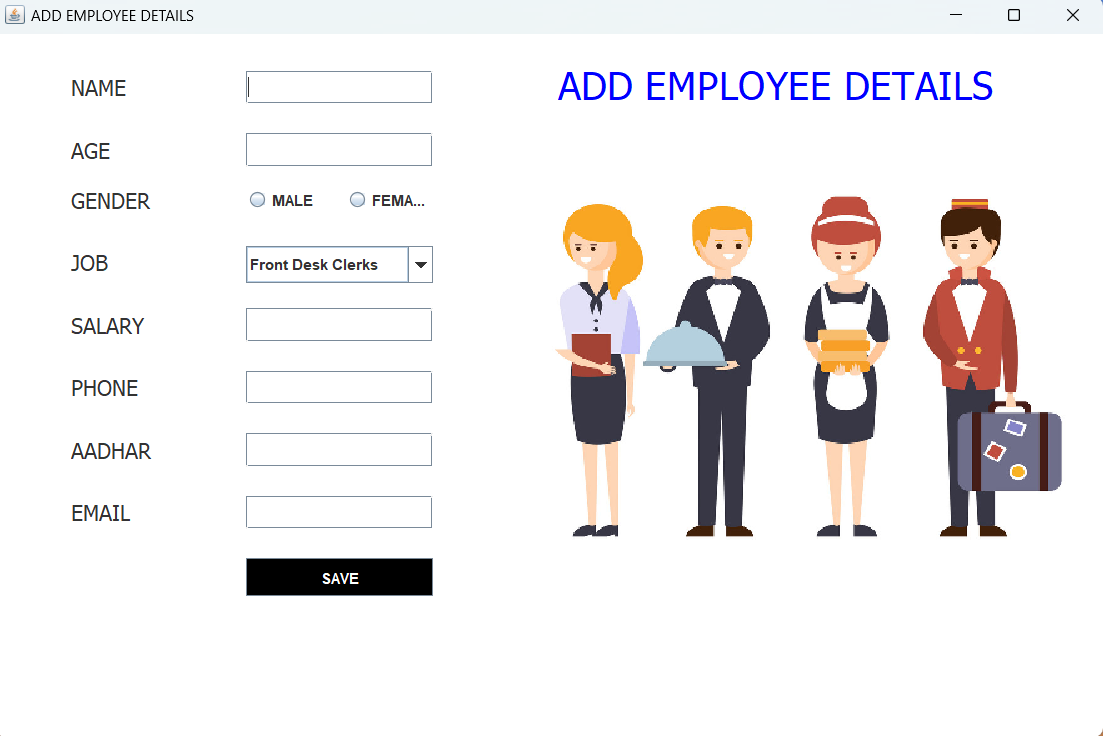 ADD EMPLOYEE DETAILS
ADD EMPLOYEE DETAILS
NAME
AGE
GENDER MALE FEMA...
JOB Front Desk Clerks
SALARY
PHONE
AADHAR
EMAIL
SAVE